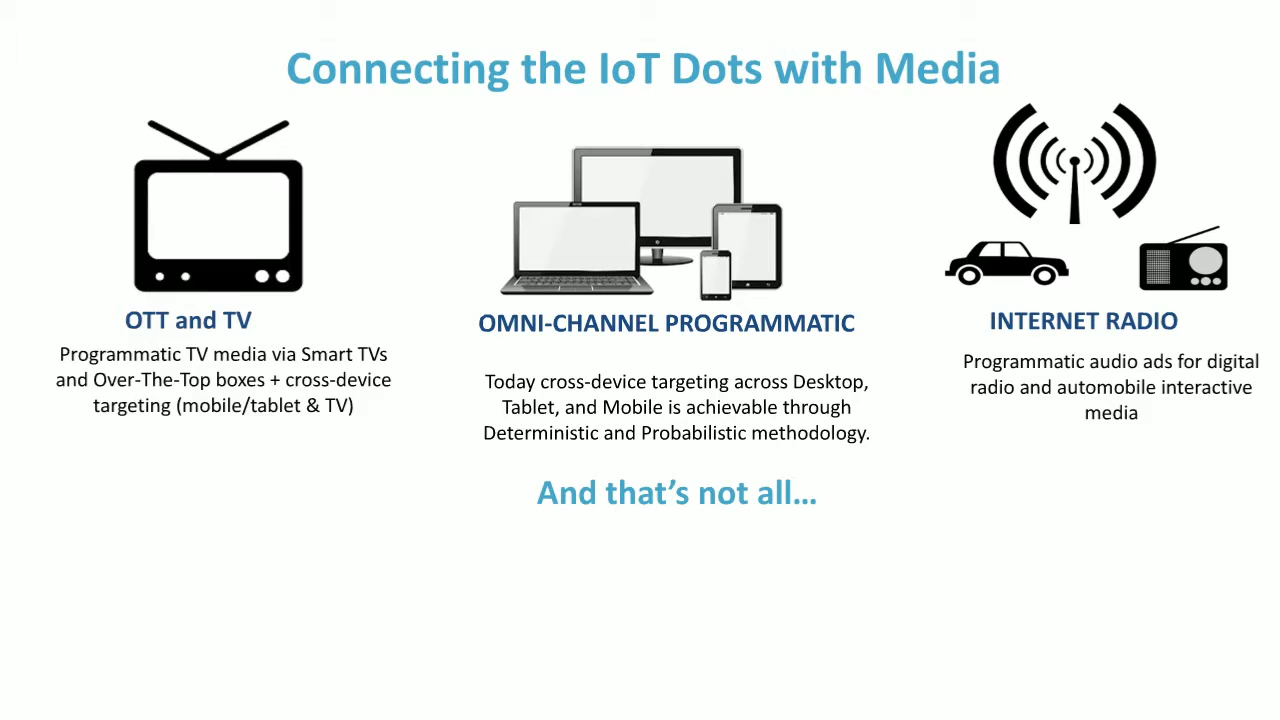 Connecting the IoT Dots with Media
OTT and TV
Programmatic TV media via Smart TVs
and Over-The-Top boxes + cross-device
targeting (mobile/tablet & TV)
OMNI-CHANNEL PROGRAMMATIC
Today cross-device targeting across Desktop,
Tablet, and Mobile is achievable through
Deterministic and Probabilistic methodology.
INTERNET RADIO
Programmatic audio ads for digital
radio and automobile interactive
media
And that’s not all…